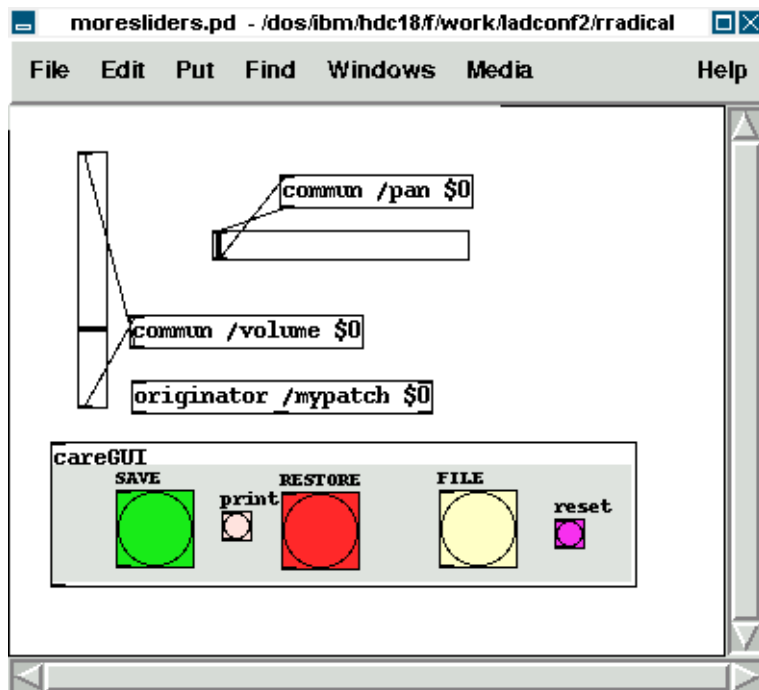 moresliders.pd - /dos/ibm/hdc18/f/work/ladconf2/rradical
File Edit Put Find Windows Media Help
commun /pan $0
commun /volume $0
originator /mypatch $0
careGUI
SAVE
print
RESTORE
FILE
reset